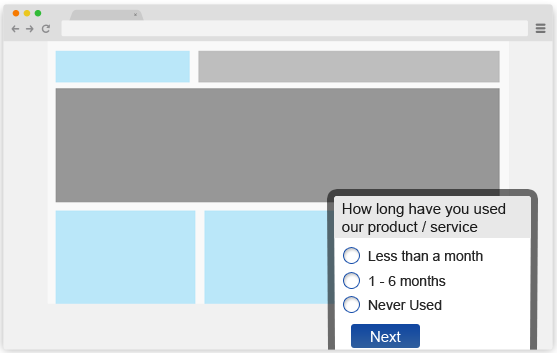 How long have you used
our product / service
Less than a month
1 - 6 months
Never Used
Next